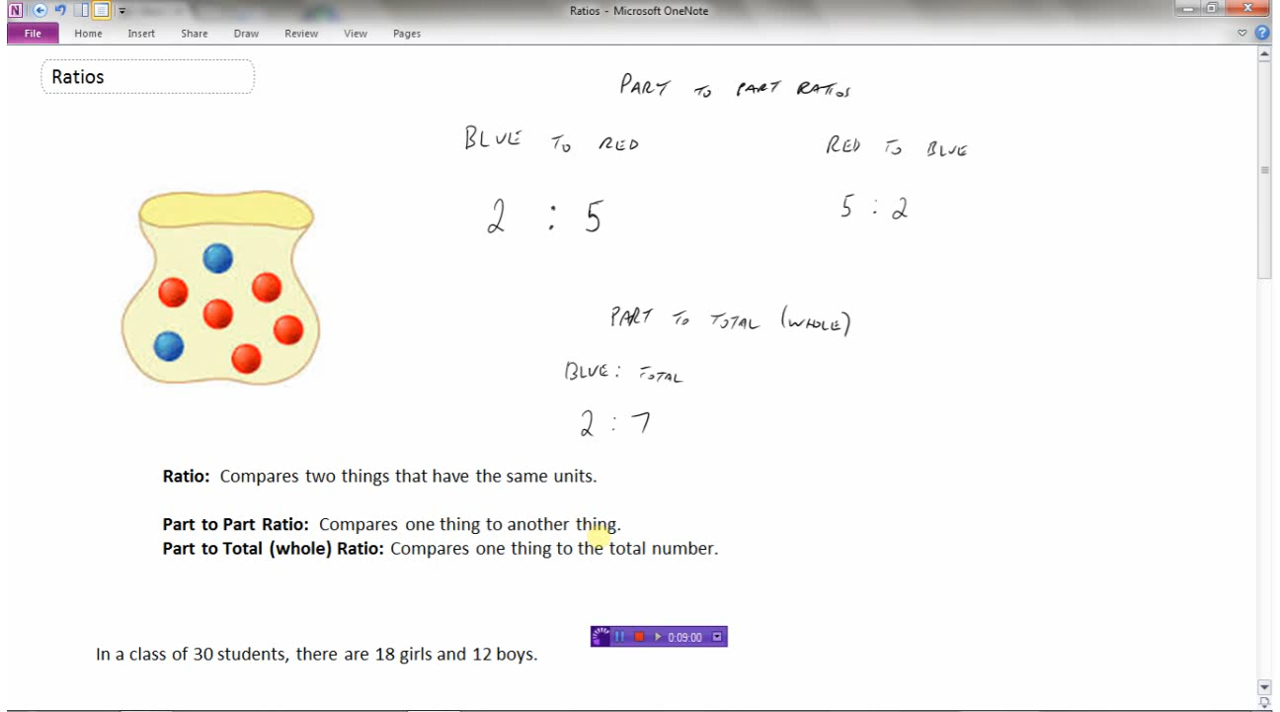 Ratios - Microsoft OneNote
File Home Insert Share Draw Review View Pages
Ratios
PART TO PART RATIOS
BLUE TO RED
RED TO BLUE
2 : 5
5 : 2
PART TO TOTAL (WHOLE)
BLUE: TOTAL
2 : 7
Ratio: Compares two things that have the same units.
Part to Part Ratio: Compares one thing to another thing.
Part to Total (whole) Ratio: Compares one thing to the total number.
0:09:00
In a class of 30 students, there are 18 girls and 12 boys.